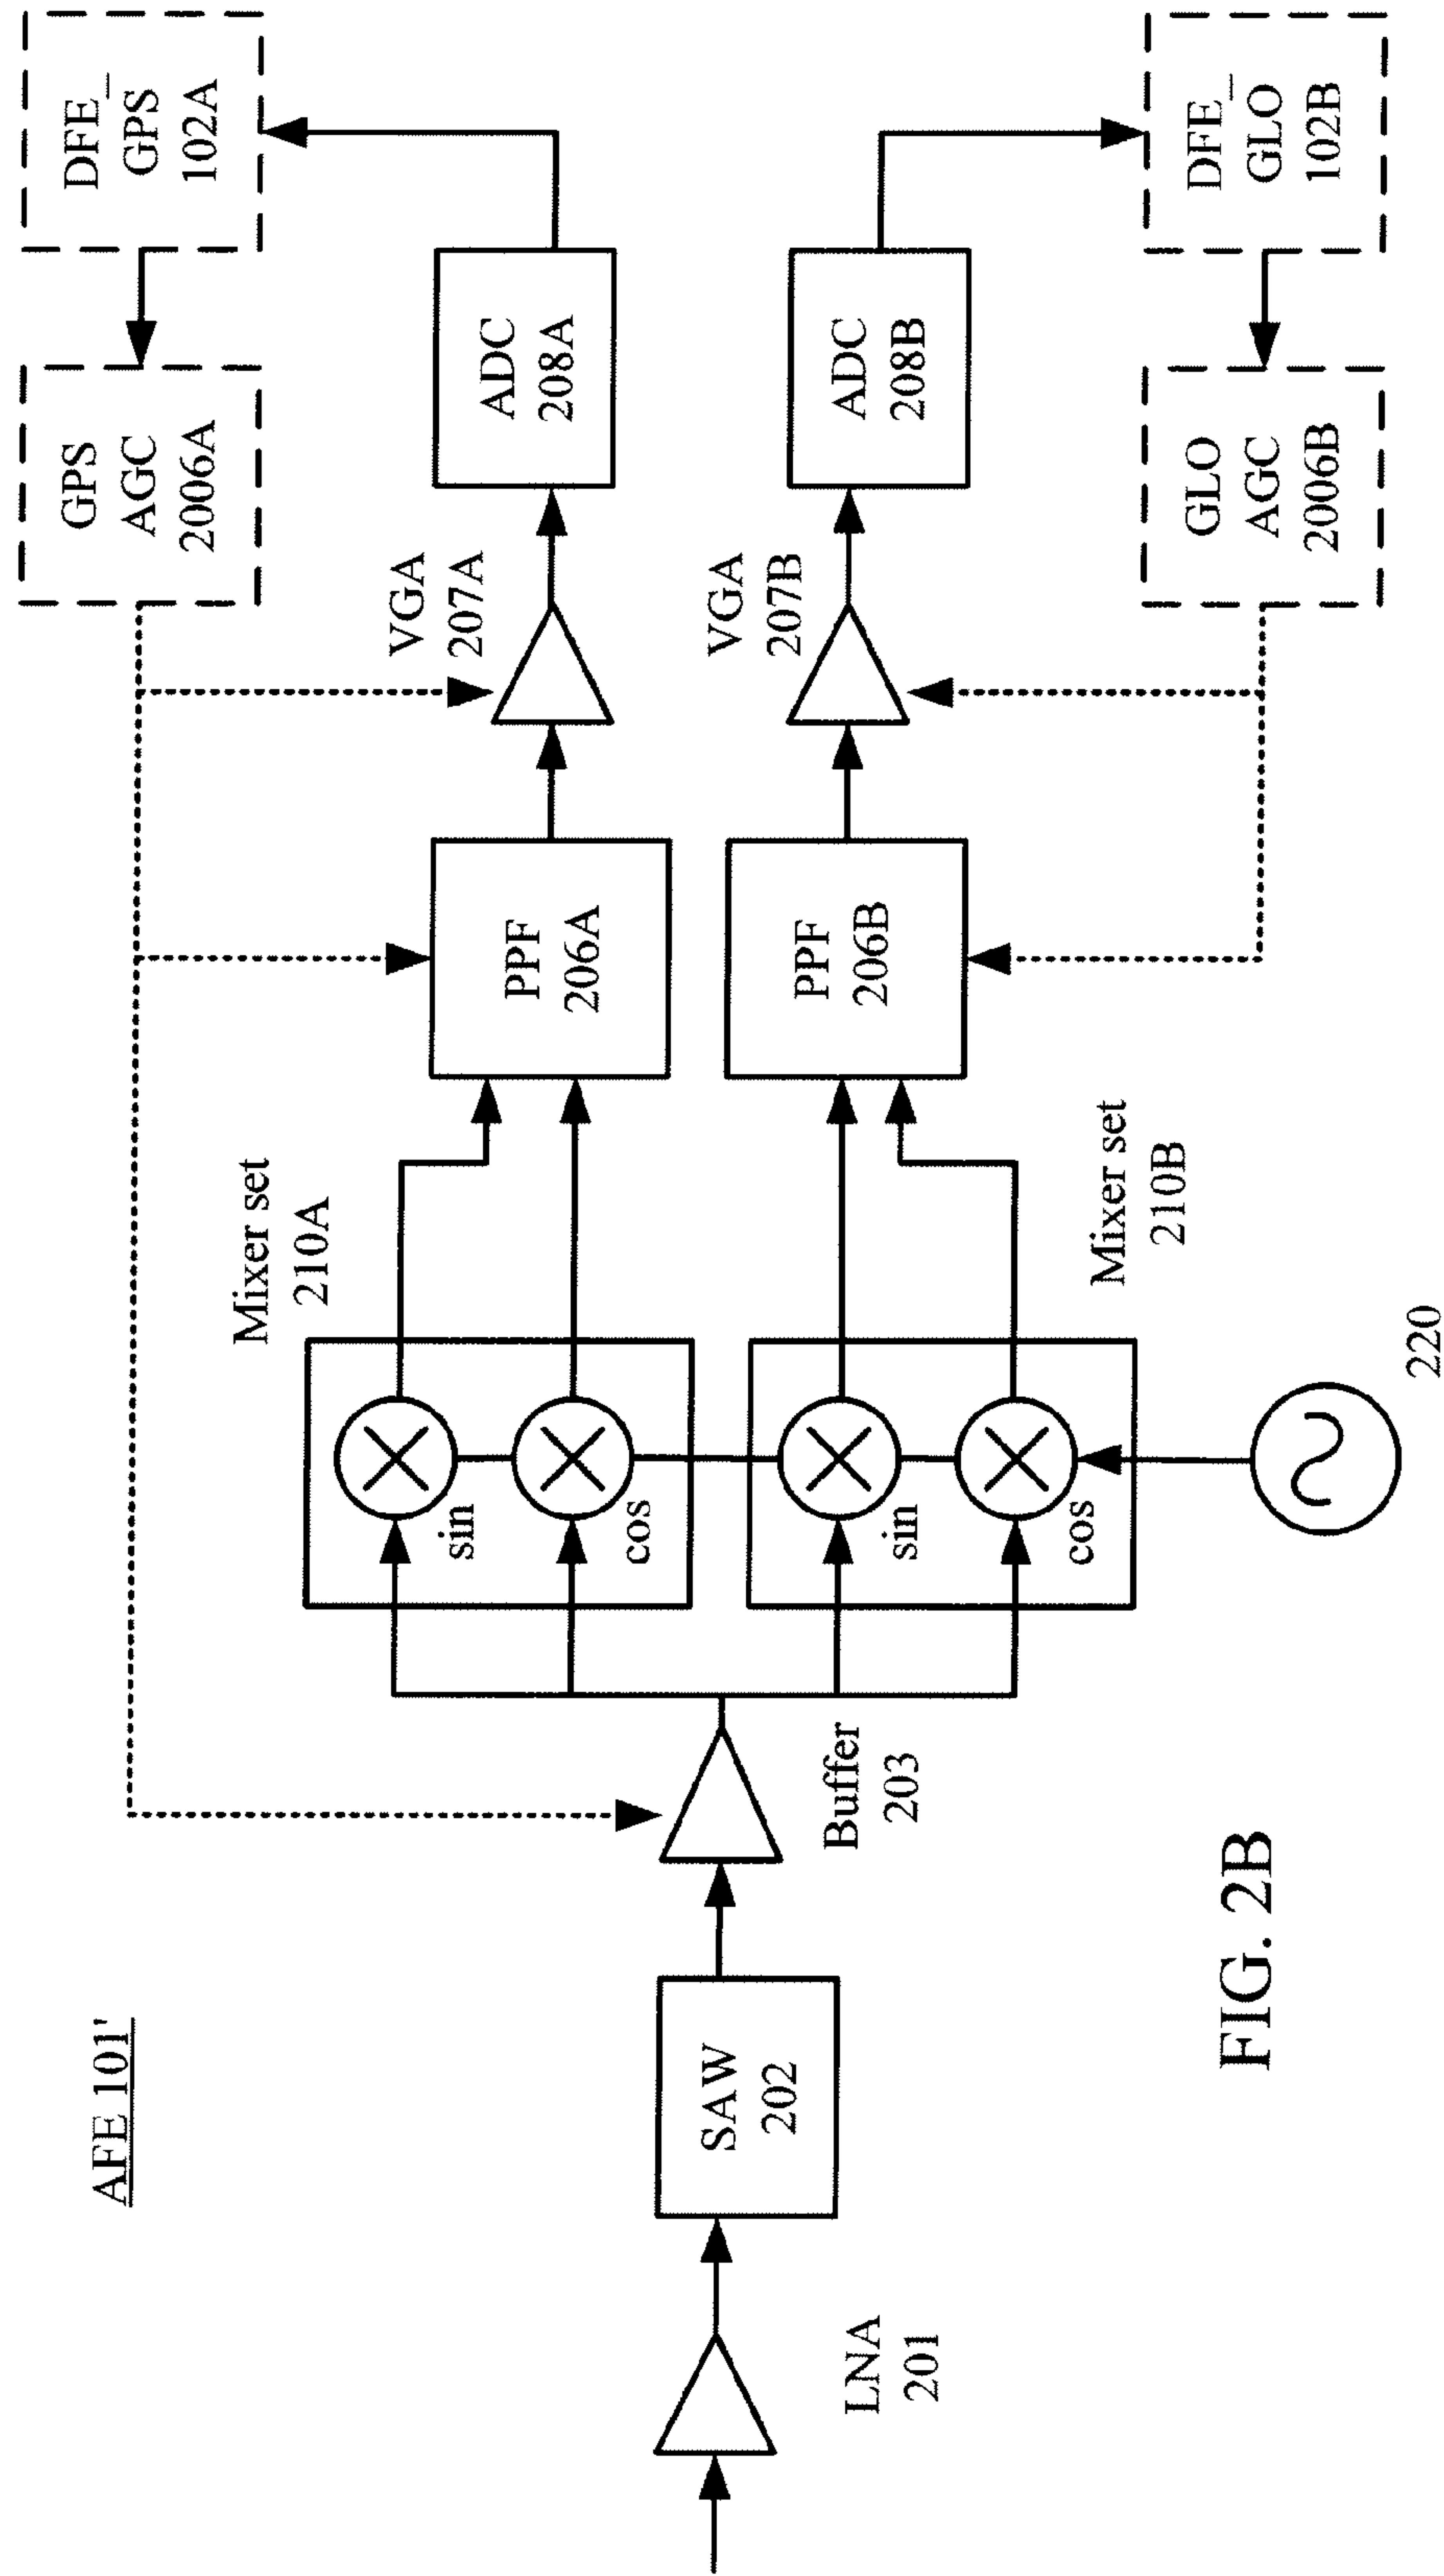 AFE 101'
LNA
201
SAW
202
Buffer
203
Mixer set
210A
sin
cos
sin
cos
Mixer set
210B
220
PPF
206A
PPF
206B
VGA
207A
VGA
207B
ADC
208A
ADC
208B
GPS
AGC
2006A
DFE_
GPS
102A
GLO
AGC
2006B
DFE_
GLO
102B
FIG. 2B